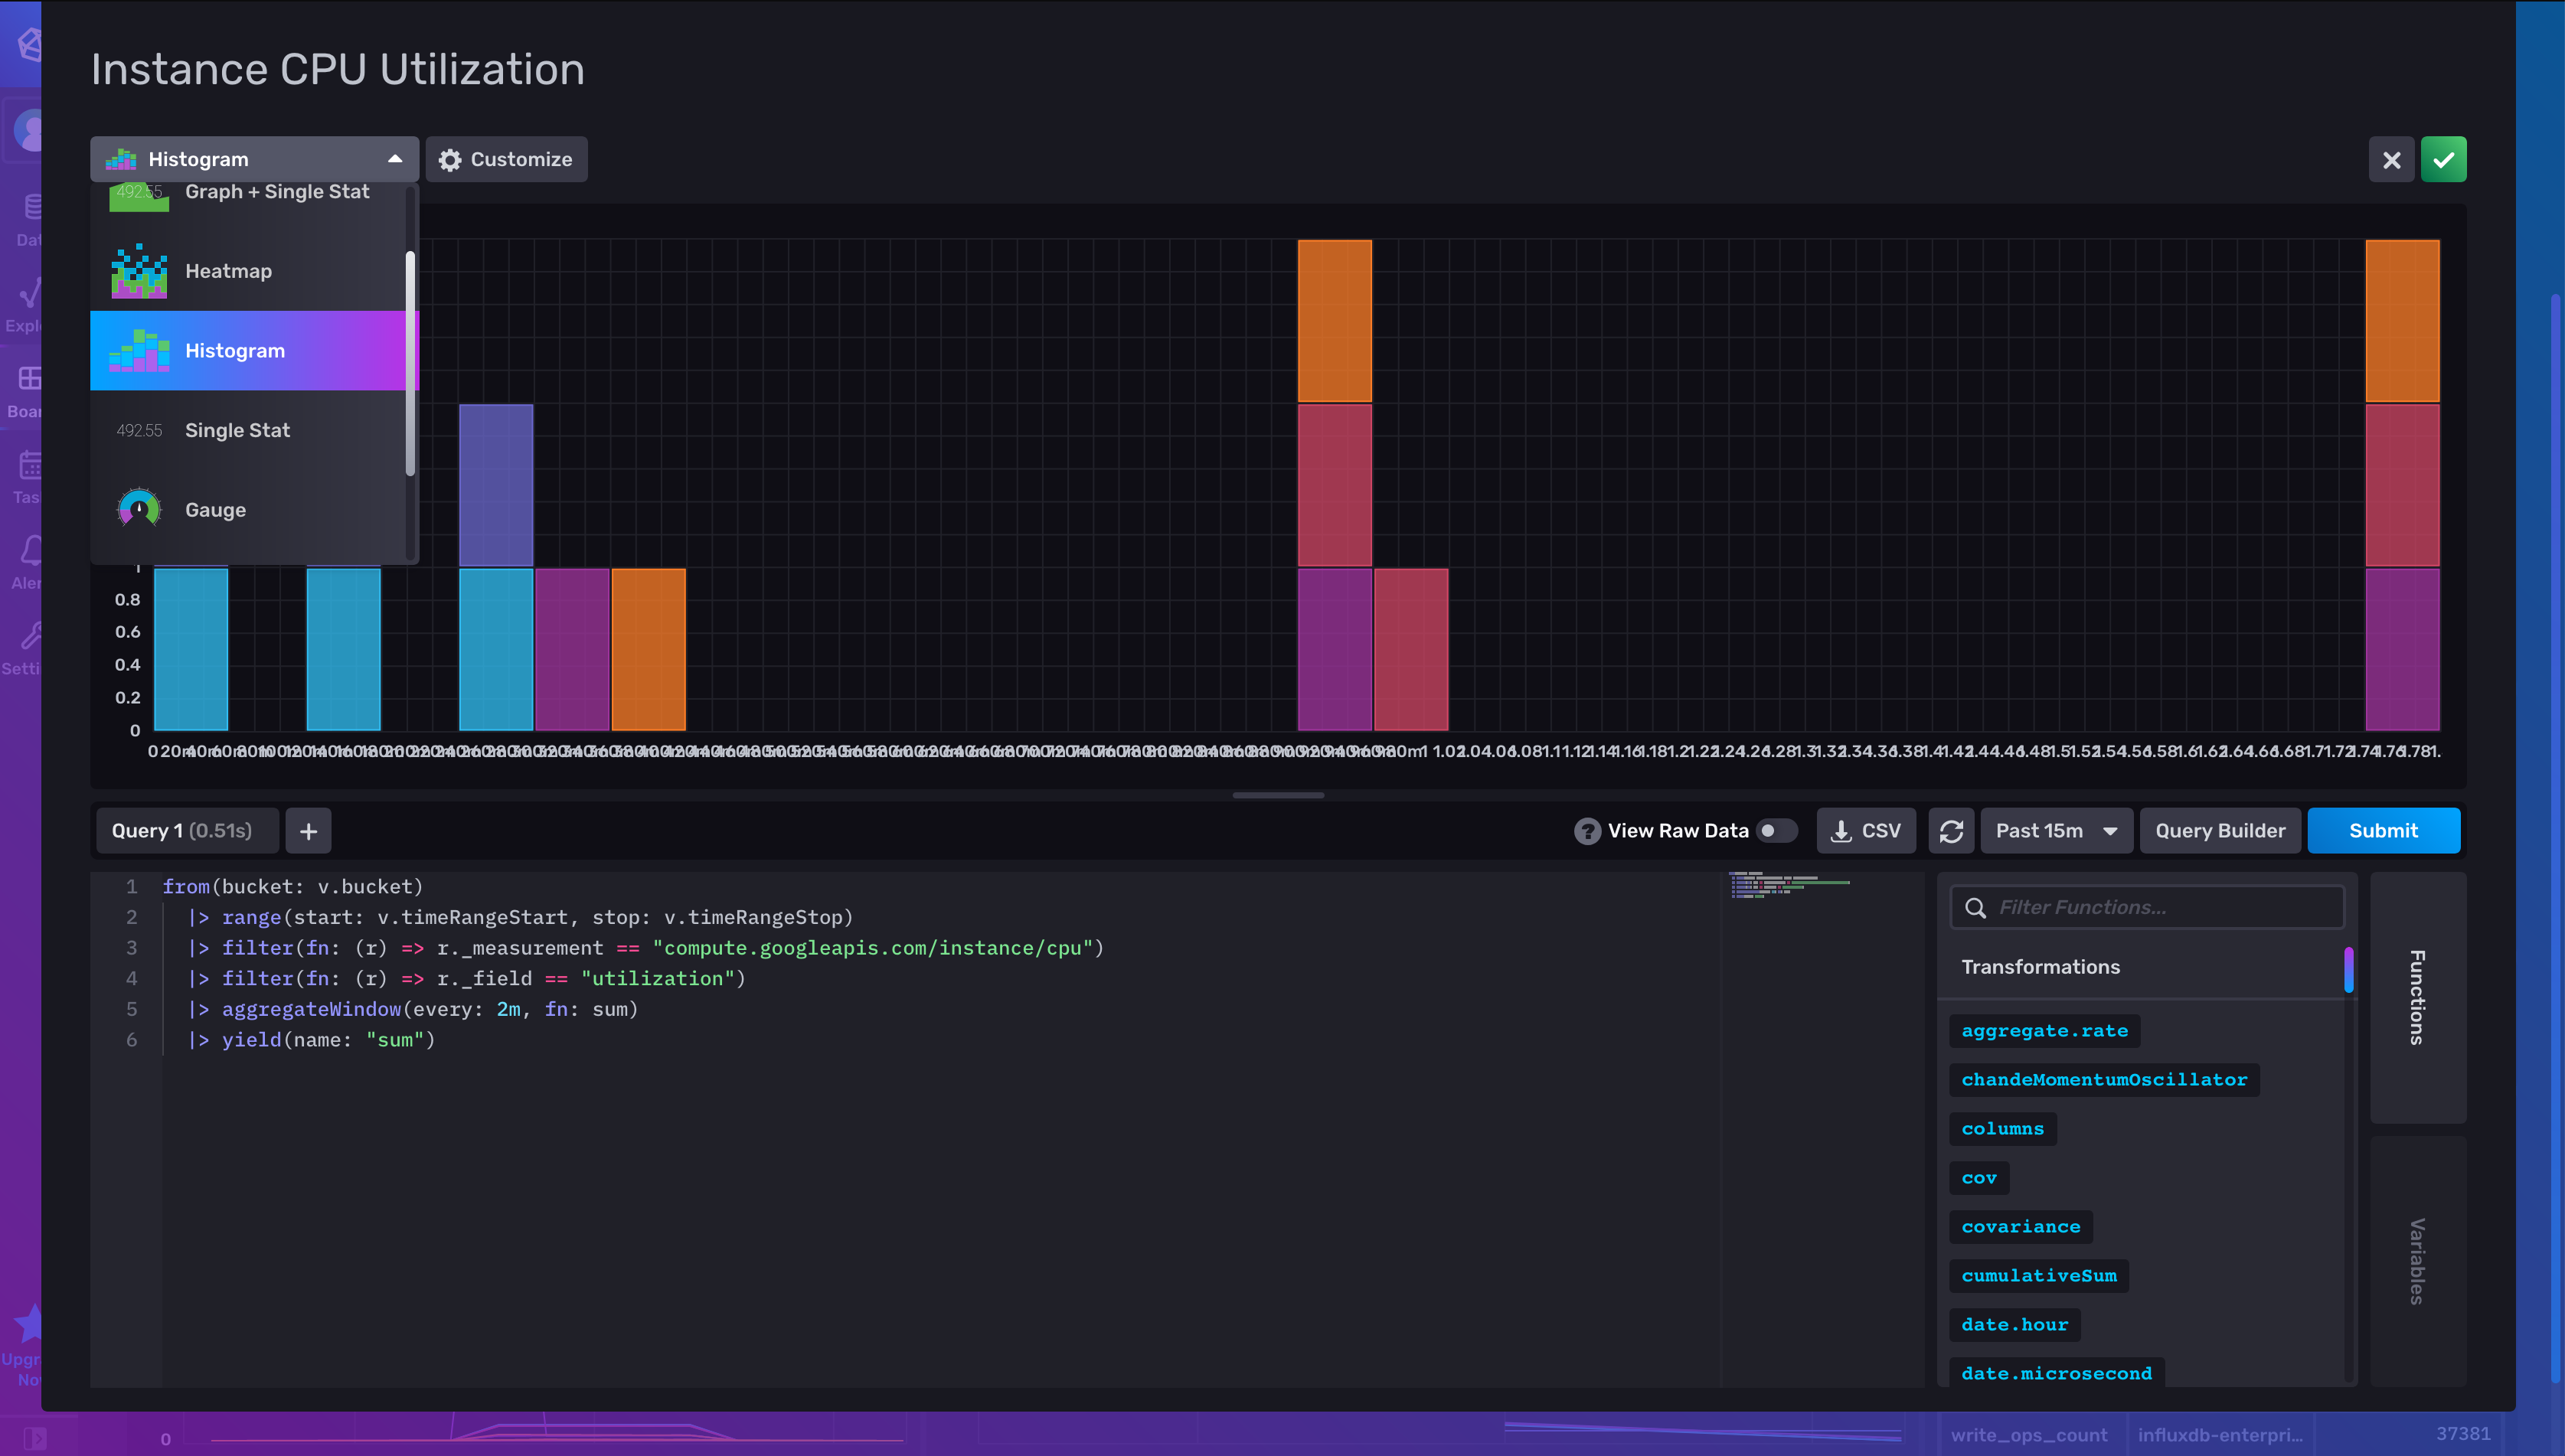 Instance CPU Utilization
Histogram
Customize
492.55 Graph + Single Stat
Heatmap
Histogram
492.55 Single Stat
Gauge
1
0.8
0.6
0.4
0.2
0
Query 1 (0.51s)
+
? View Raw Data
CSV
Past 15m
Query Builder
Submit
1 from(bucket: v.bucket)
2 |> range(start: v.timeRangeStart, stop: v.timeRangeStop)
3 |> filter(fn: (r) => r._measurement == "compute.googleapis.com/instance/cpu")
4 |> filter(fn: (r) => r._field == "utilization")
5 |> aggregateWindow(every: 2m, fn: sum)
6 |> yield(name: "sum")
Filter Functions...
Transformations
aggregate.rate
chandeMomentumOscillator
columns
cov
covariance
cumulativeSum
date.hour
date.microsecond
Functions
Variables
Dat
Expl
Boar
Tas
Aler
Setti
Upgr
No
0
write_ops_count
influxdb-enterpri...
37381